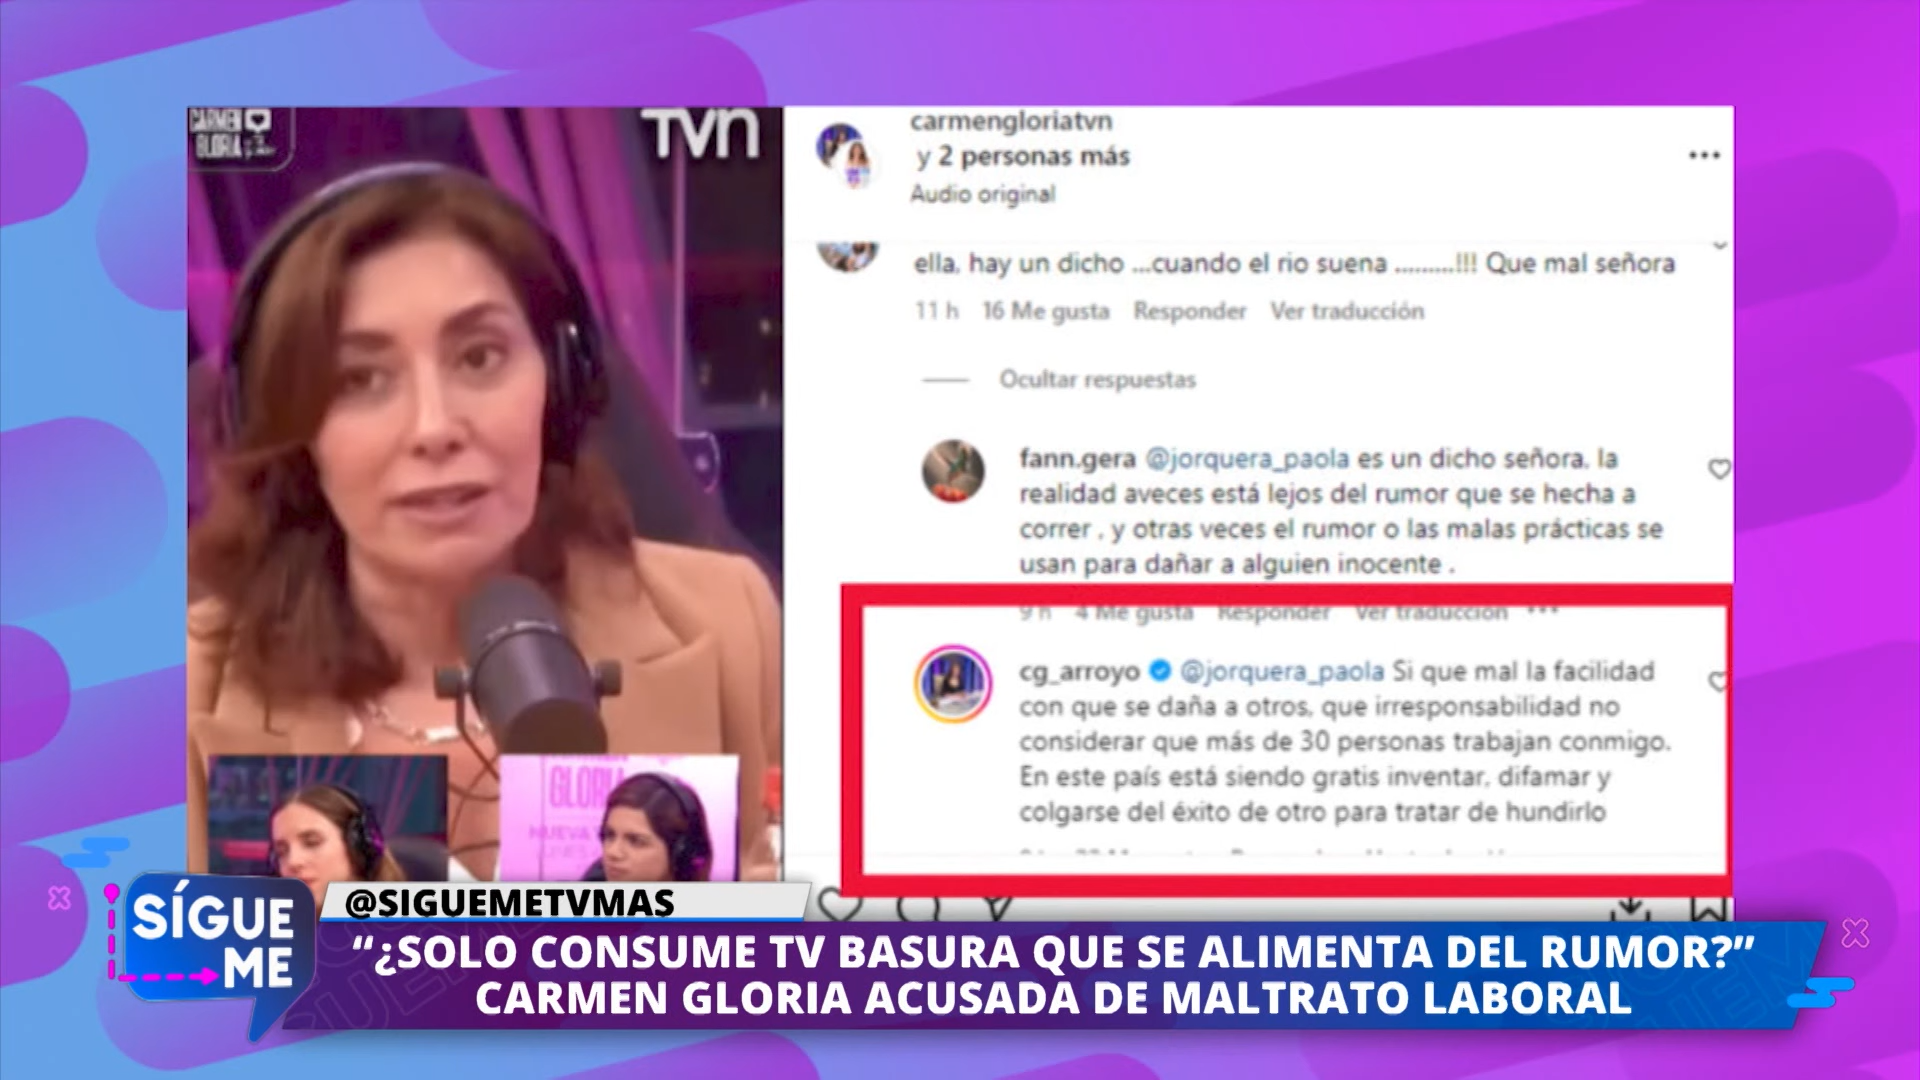 CARMEN
GLORIA
TVN
carmengloriatvn
y 2 personas más
Audio original
ella, hay un dicho ...cuando el rio suena .........!!! Que mal señora
11 h 16 Me gusta Responder Ver traducción
Ocultar respuestas
fann.gera @jorquera_paola es un dicho señora, la
realidad aveces está lejos del rumor que se hecha a
correr , y otras veces el rumor o las malas prácticas se
usan para dañar a alguien inocente .
9 h 4 Me gusta Responder Ver traducción
cg_arroyo @jorquera_paola Si que mal la facilidad
con que se daña a otros, que irresponsabilidad no
considerar que más de 30 personas trabajan conmigo.
En este país está siendo gratis inventar, difamar y
colgarse del éxito de otro para tratar de hundirlo
GLORIA
NUEVA
SÍGUE
ME
@SIGUEMETVMAS
“¿SOLO CONSUME TV BASURA QUE SE ALIMENTA DEL RUMOR?”
CARMEN GLORIA ACUSADA DE MALTRATO LABORAL